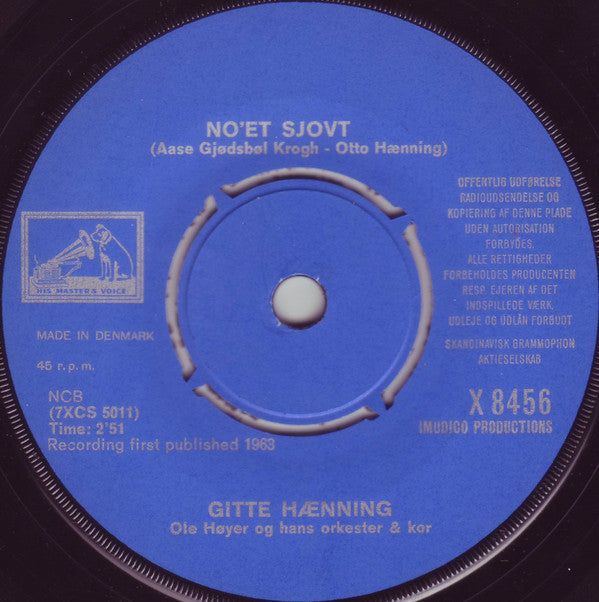 NO'ET SJOVT
(Aase Gjødsbøl Krogh - Otto Hænning)
OFFENTLIG UDFØRELSE
RADIOUDSENDELSE OG
KOPIERING AF DENNE PLADE
UDEN AUTORISATION
FORBYDES.
ALLE RETTIGHEDER
FORBEHOLDES PRODUCENTEN
RESP. EJEREN AF DET
INDSPILLEDE VÆRK.
UDLEJE OG UDLÅN FORBUDT
SKANDINAVISK GRAMMOPHON
AKTIESELSKAB
HIS MASTER'S VOICE
MADE IN DENMARK
45 r.p.m.
NCB
(7XCS 5011)
Time: 2'51
Recording first published 1963
X 8456
IMUDICO PRODUCTIONS
GITTE HÆNNING
Ole Høyer og hans orkester & kor